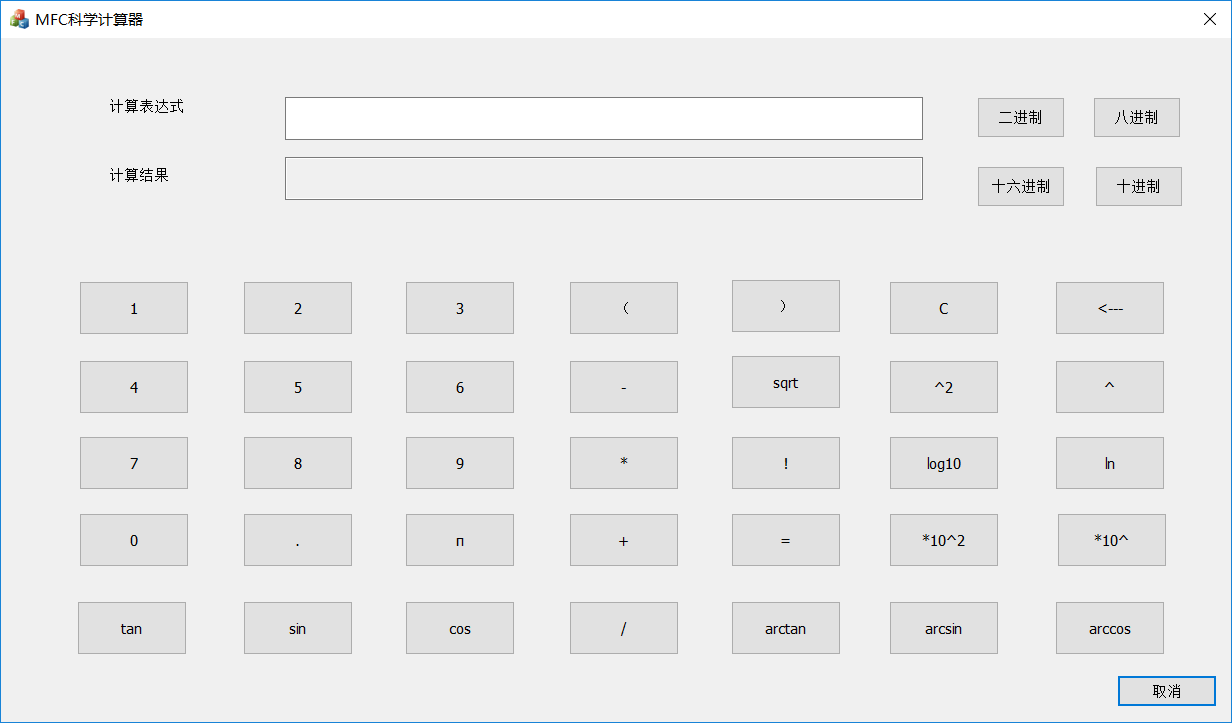 MFC科学计算器
计算表达式
二进制 八进制
计算结果
十六进制 十进制
1 2 3 （ ） C <---
4 5 6 - sqrt ^2 ^
7 8 9 * ! log10 ln
0 . п + = *10^2 *10^
tan sin cos / arctan arcsin arccos
取消